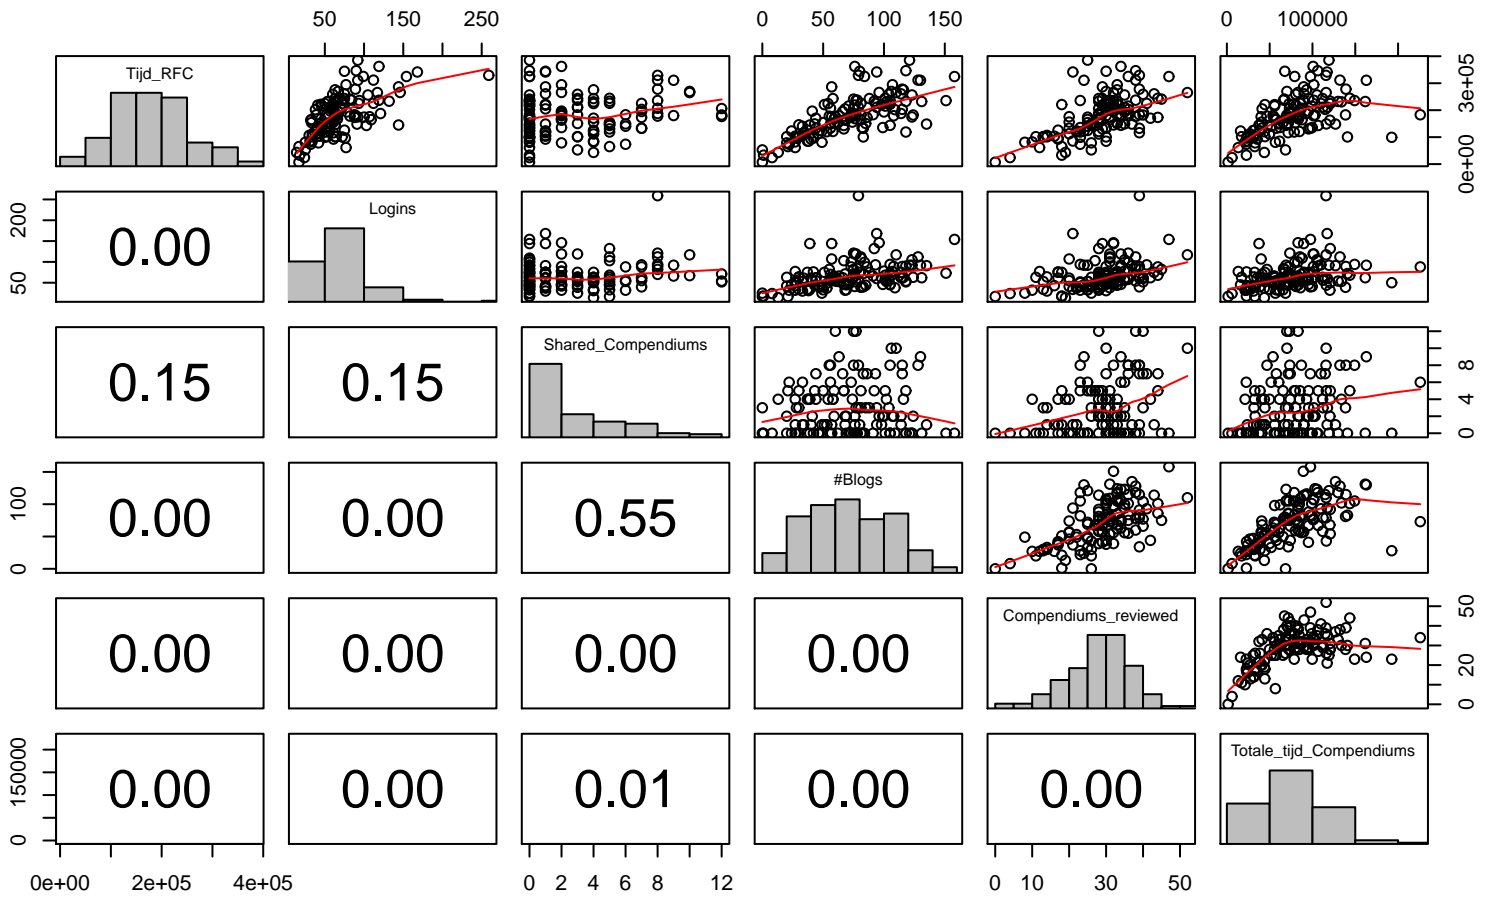 50 150 250 0 50 100 150 0 100000
Tijd_RFC
0e+00 3e+05
0.00
Logins
50 200
0.15 0.15
Shared_Compendiums
0 4 8
0.00 0.00 0.55
#Blogs
0 100
0.00 0.00 0.00 0.00
Compendiums_reviewed
0 20 50
0.00 0.00 0.01 0.00 0.00
Totale_tijd_Compendiums
0 150000
0e+00 2e+05 4e+05 0 2 4 6 8 12 0 10 30 50